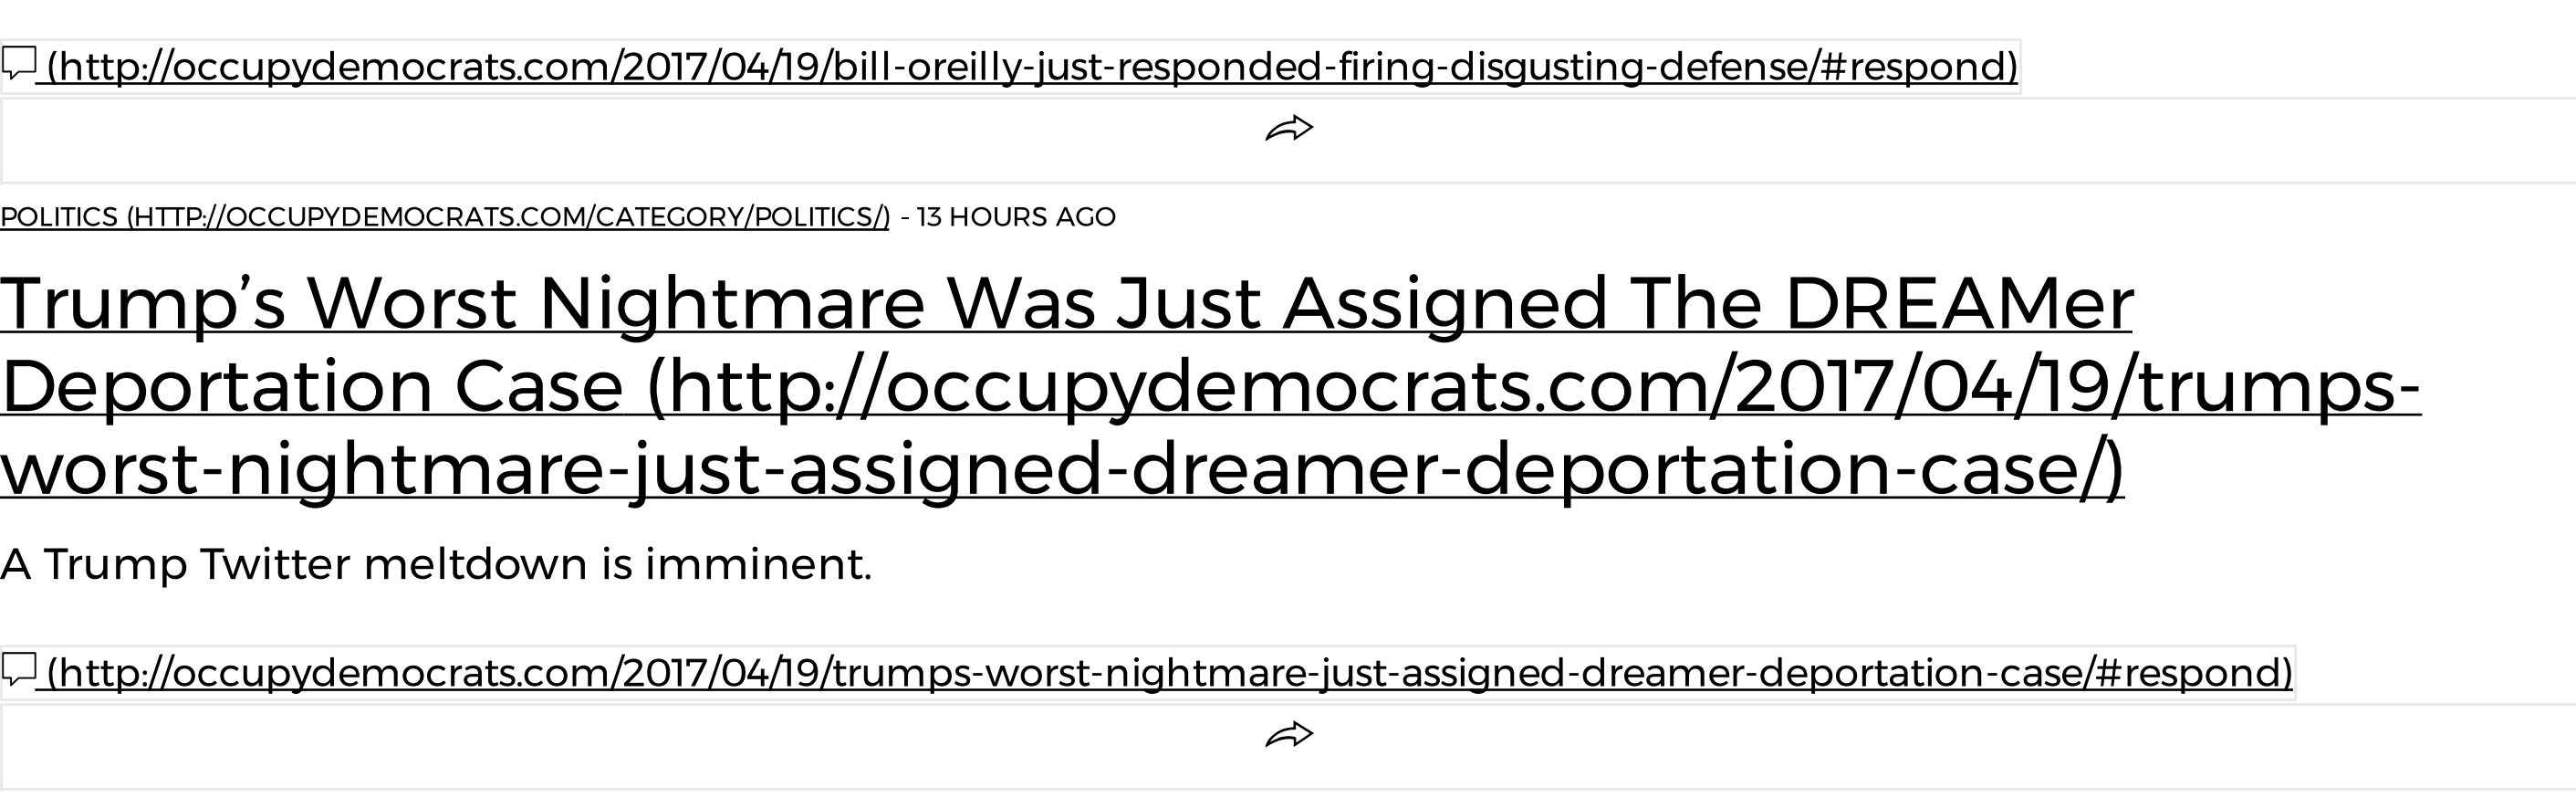 (http://occupydemocrats.com/2017/04/19/bill-oreilly-just-responded-firing-disgusting-defense/#respond)
POLITICS (HTTP://OCCUPYDEMOCRATS.COM/CATEGORY/POLITICS/) - 13 HOURS AGO
Trump’s Worst Nightmare Was Just Assigned The DREAMer
Deportation Case (http://occupydemocrats.com/2017/04/19/trumps-
worst-nightmare-just-assigned-dreamer-deportation-case/)
A Trump Twitter meltdown is imminent.
(http://occupydemocrats.com/2017/04/19/trumps-worst-nightmare-just-assigned-dreamer-deportation-case/#respond)